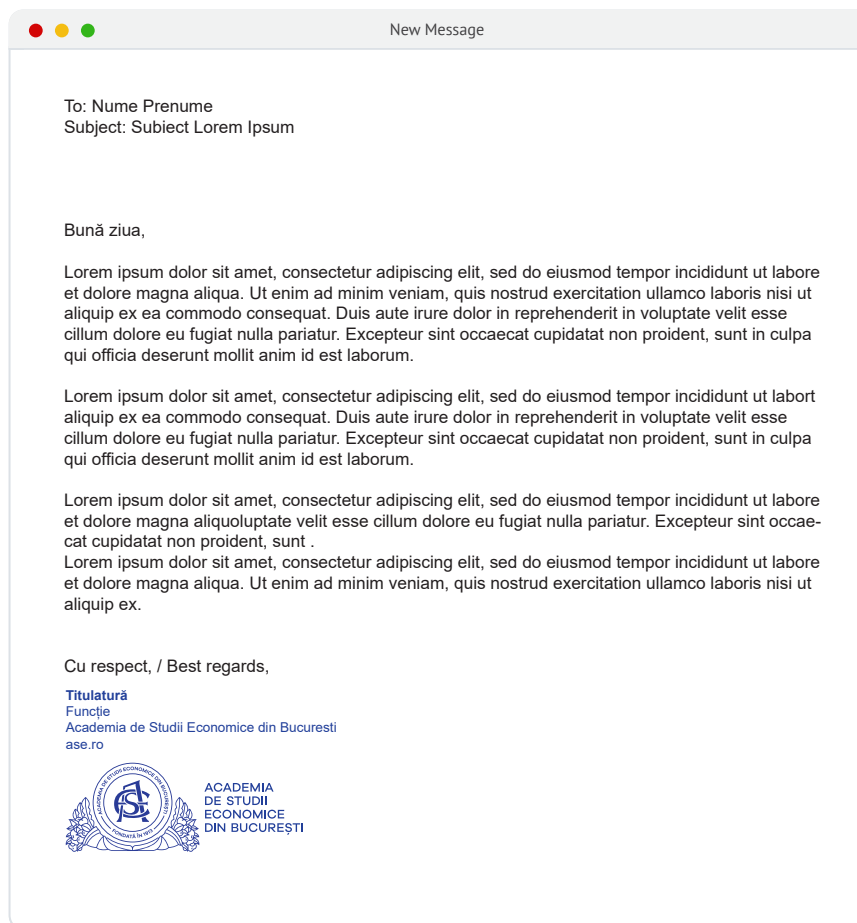 New Message
To: Nume Prenume
Subject: Subiect Lorem Ipsum
Bună ziua,
Lorem ipsum dolor sit amet, consectetur adipiscing elit, sed do eiusmod tempor incididunt ut labore
et dolore magna aliqua. Ut enim ad minim veniam, quis nostrud exercitation ullamco laboris nisi ut
aliquip ex ea commodo consequat. Duis aute irure dolor in reprehenderit in voluptate velit esse
cillum dolore eu fugiat nulla pariatur. Excepteur sint occaecat cupidatat non proident, sunt in culpa
qui officia deserunt mollit anim id est laborum.
Lorem ipsum dolor sit amet, consectetur adipiscing elit, sed do eiusmod tempor incididunt ut labort
aliquip ex ea commodo consequat. Duis aute irure dolor in reprehenderit in voluptate velit esse
cillum dolore eu fugiat nulla pariatur. Excepteur sint occaecat cupidatat non proident, sunt in culpa
qui officia deserunt mollit anim id est laborum.
Lorem ipsum dolor sit amet, consectetur adipiscing elit, sed do eiusmod tempor incididunt ut labore
et dolore magna aliquoluptate velit esse cillum dolore eu fugiat nulla pariatur. Excepteur sint occae-
cat cupidatat non proident, sunt .
Lorem ipsum dolor sit amet, consectetur adipiscing elit, sed do eiusmod tempor incididunt ut labore
et dolore magna aliqua. Ut enim ad minim veniam, quis nostrud exercitation ullamco laboris nisi ut
aliquip ex.
Cu respect, / Best regards,
Titulatură
Funcție
Academia de Studii Economice din Bucuresti
ase.ro
ACADEMIA DE STUDII ECONOMICE DIN BUCUREȘTI
FONDATĂ ÎN 1913
ACADEMIA
DE STUDII
ECONOMICE
DIN BUCUREȘTI